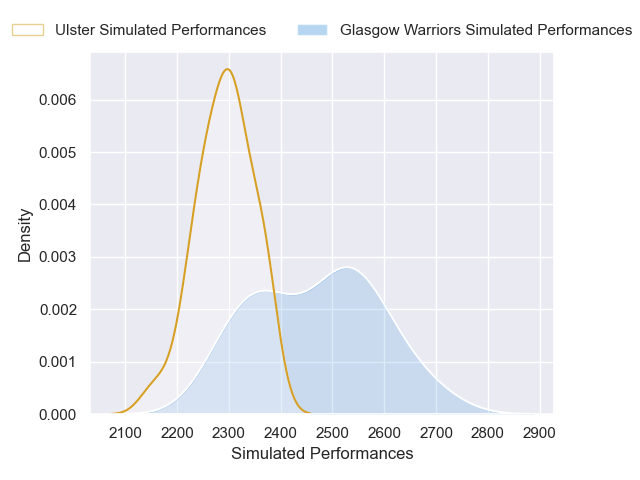 Ulster Simulated Performances Glasgow Warriors Simulated Performances
0.006
0.005
0.004
0.003
0.002
0.001
0.000
Density
2100 2200 2300 2400 2500 2600 2700 2800 2900
Simulated Performances